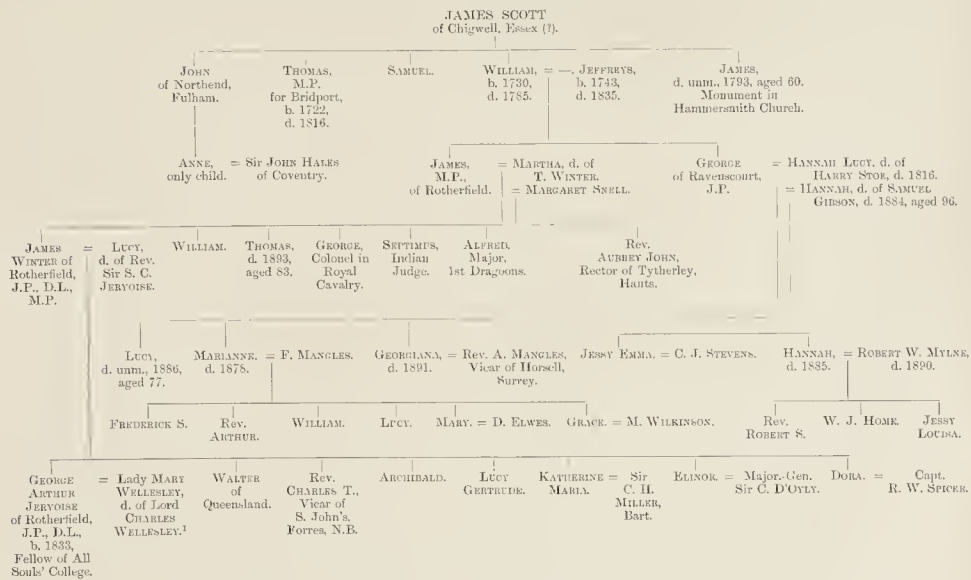 JAMES SCOTT
of Chigwell, Essex (?).
JOHN
of Northend,
Fulham.
THOMAS,
M.P.
for Bridport,
b. 1722,
d. 1816.
SAMUEL.
WILLIAM, = —. JEFFREYS,
b. 1730, b. 1743,
d. 1785. d. 1835.
JAMES,
d. unm., 1793, aged 60.
Monument in
Hammersmith Church.
ANNE, = Sir JOHN HALES
only child. of Coventry.
JAMES, = MARTHA, d. of
M.P., T. WINTER.
of Rotherfield. = MARGARET SNELL.
GEORGE = HANNAH LUCY, d. of
of Ravenscourt, HARRY STOE, d. 1816.
J.P. = HANNAH, d. of SAMUEL
GIBSON, d. 1884, aged 96.
JAMES =
WINTER of
Rotherfield,
J.P., D.L.,
M.P.
LUCY,
d. of Rev.
Sir S. C.
JERVOISE.
WILLIAM.
THOMAS,
d. 1893,
aged 83.
GEORGE,
Colonel in
Royal
Cavalry.
SEPTIMUS,
Indian
Judge.
ALFRED,
Major,
1st Dragoons.
Rev.
AUBREY JOHN,
Rector of Tytherley,
Hants.
LUCY,
d. unm., 1886,
aged 77.
MARIANNE. = F. MANGLES.
d. 1878.
GEORGIANA, = Rev. A. MANGLES,
d. 1891. Vicar of Horsell,
Surrey.
JESSY EMMA. = C. J. STEVENS.
HANNAH, = ROBERT W. MYLNE,
d. 1885. d. 1890.
FREDERICK S.
Rev.
ARTHUR.
WILLIAM.
LUCY.
MARY. = D. ELWES.
GRACE. = M. WILKINSON.
Rev.
ROBERT S.
W. J. HOME.
JESSY
LOUISA.
GEORGE = Lady MARY
ARTHUR WELLESLEY,
JERVOISE d. of Lord
of Rotherfield, CHARLES
J.P., D.L., WELLESLEY.¹
b. 1833,
Fellow of All
Souls' College.
WALTER
of
Queensland.
Rev.
CHARLES T.,
Vicar of
S. John's,
Forres, N.B.
ARCHIBALD.
LUCY
GERTRUDE.
KATHERINE = Sir
MARIA. C. H.
MILLER,
Bart.
ELINOR. = Major.-Gen.
Sir C. D'OYLY.
DORA. = Capt.
R. W. SPICER.